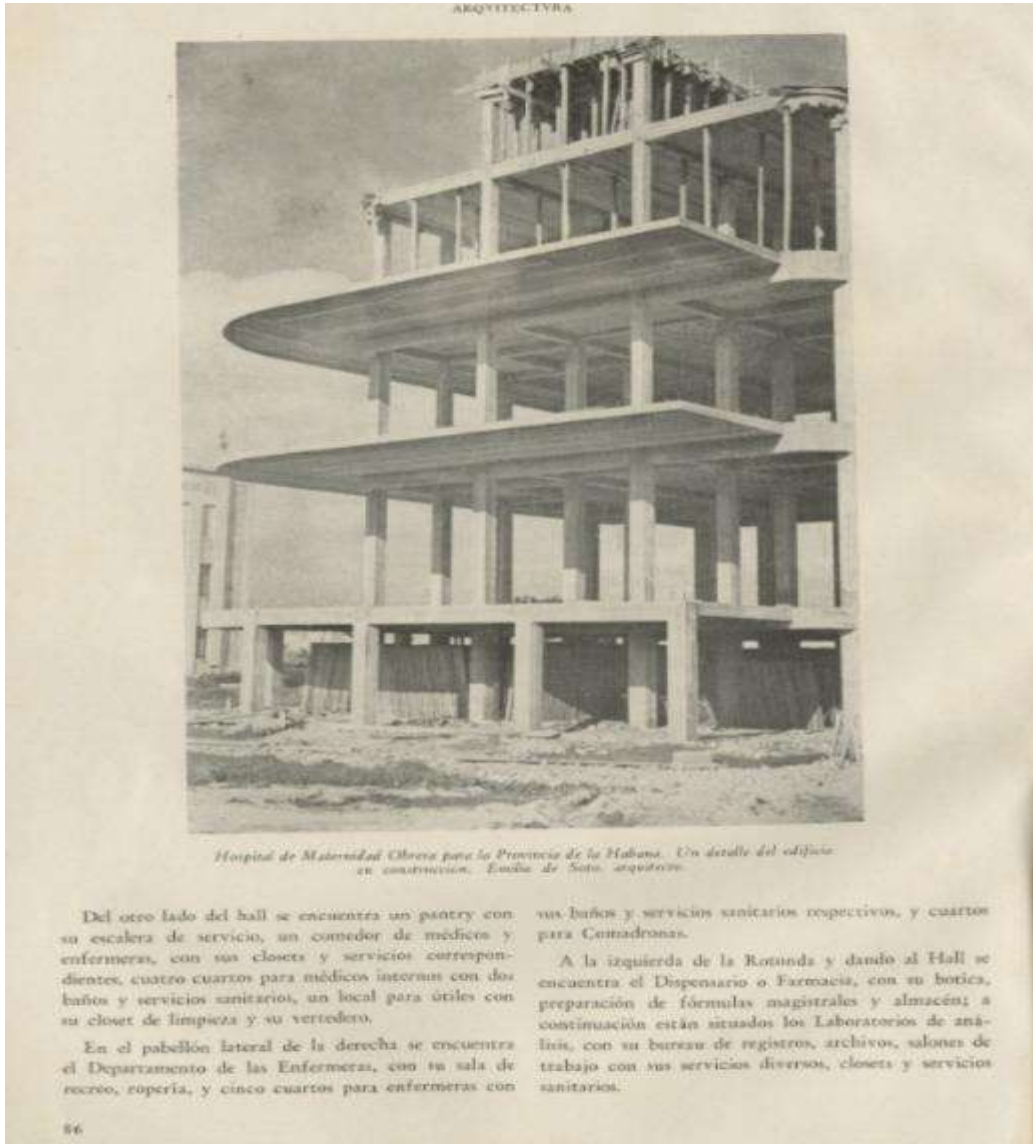 ARQVITECTVRA
Hospital de Maternidad Obrera para la Provincia de la Habana. Un detalle del edificio
en construccion. Emilio de Soto, arquitecto.
Del otro lado del hall se encuentra un pantry con
su escalera de servicio, un comedor de médicos y
enfermeras, con sus closets y servicios correspon-
dientes, cuatro cuartos para médicos internos con dos
baños y servicios sanitarios, un local para útiles con
su closet de limpieza y su vertedero.
En el pabellón lateral de la derecha se encuentra
el Departamento de las Enfermeras, con su sala de
recreo, ropería, y cinco cuartos para enfermeras con
sus baños y servicios sanitarios respectivos, y cuartos
para Comadronas.
A la izquierda de la Rotunda y dando al Hall se
encuentra el Dispensario o Farmacia, con su botica,
preparación de fórmulas magistrales y almacén; a
continuación están situados los Laboratorios de aná-
lisis, con su bureau de registros, archivos, salones de
trabajo con sus servicios diversos, closets y servicios
sanitarios.
86